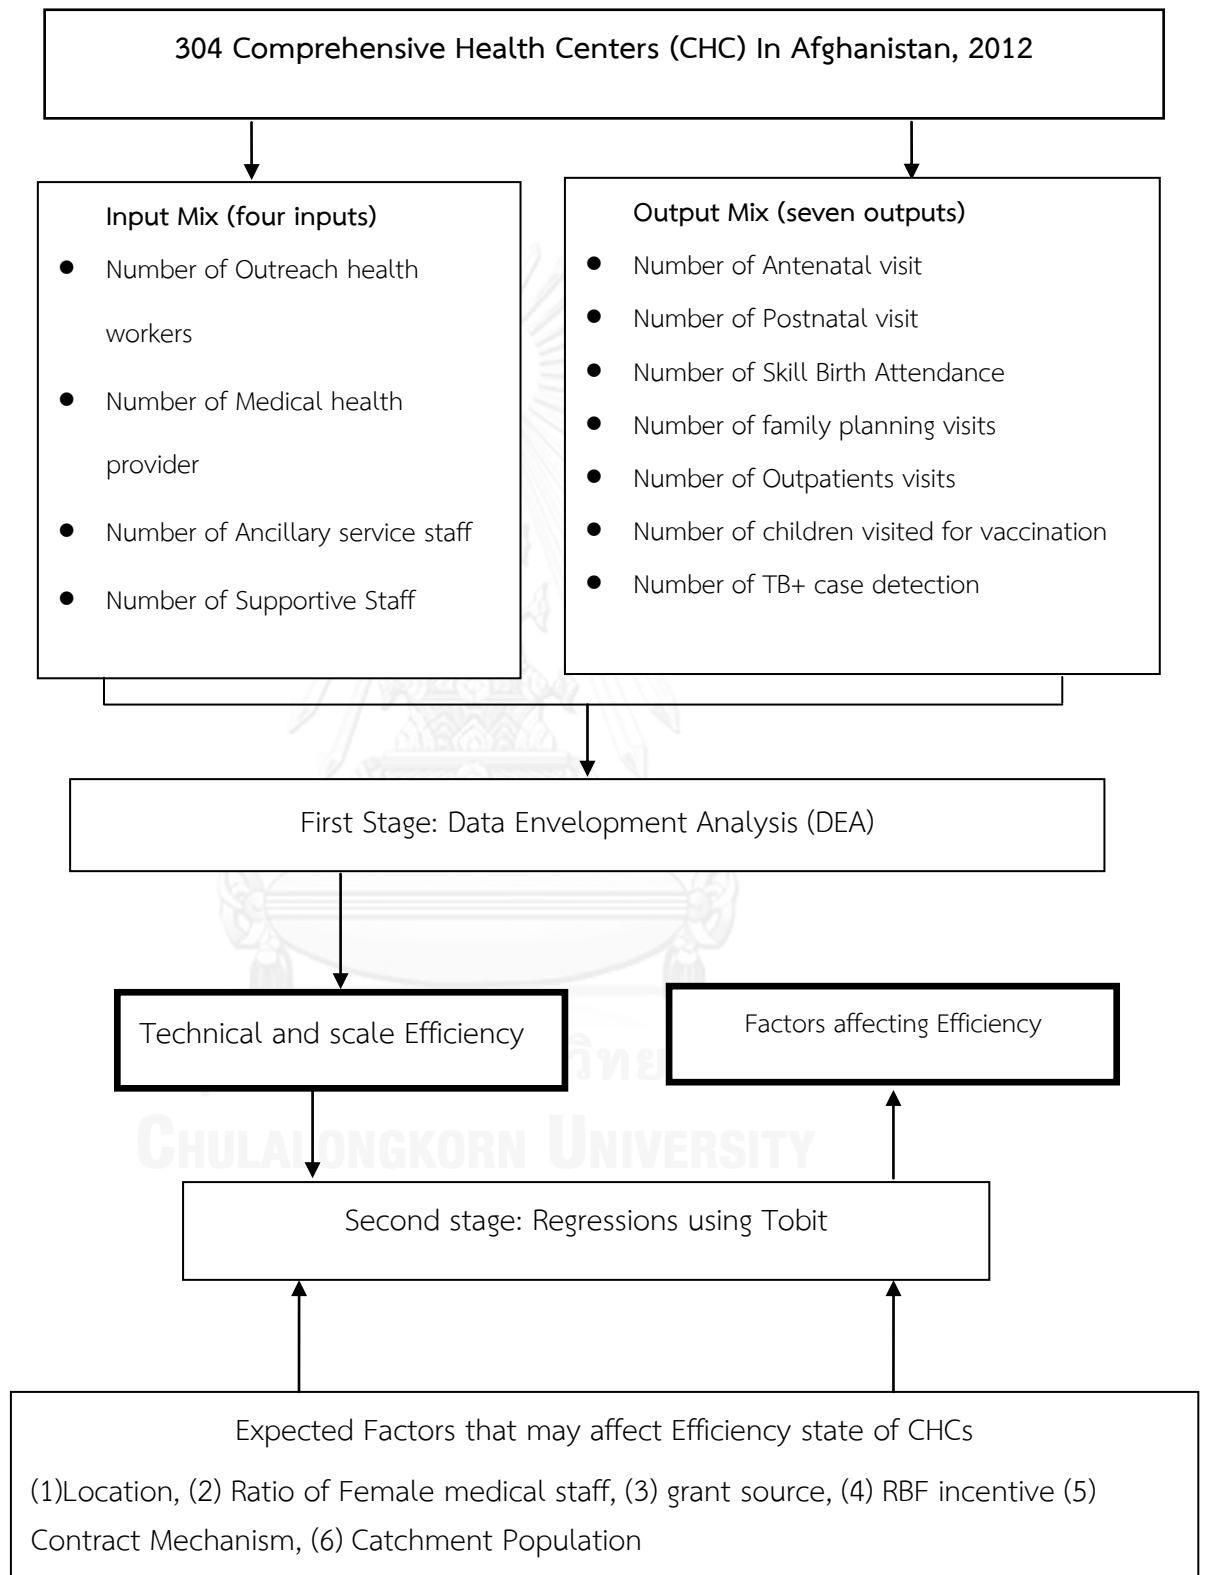 304 Comprehensive Health Centers (CHC) In Afghanistan, 2012
Input Mix (four inputs)
● Number of Outreach health
workers
● Number of Medical health
provider
● Number of Ancillary service staff
● Number of Supportive Staff
Output Mix (seven outputs)
● Number of Antenatal visit
● Number of Postnatal visit
● Number of Skill Birth Attendance
● Number of family planning visits
● Number of Outpatients visits
● Number of children visited for vaccination
● Number of TB+ case detection
First Stage: Data Envelopment Analysis (DEA)
Technical and scale Efficiency
Factors affecting Efficiency
CHULALONGKORN UNIVERSITY
Second stage: Regressions using Tobit
Expected Factors that may affect Efficiency state of CHCs
(1)Location, (2) Ratio of Female medical staff, (3) grant source, (4) RBF incentive (5)
Contract Mechanism, (6) Catchment Population